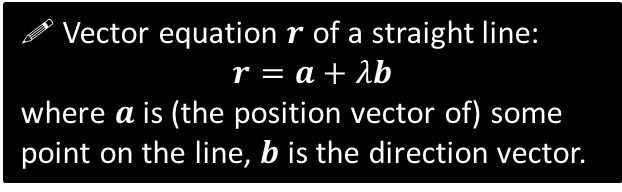 Vector equation r of a straight line:
r = a + λb
where a is (the position vector of) some
point on the line, b is the direction vector.